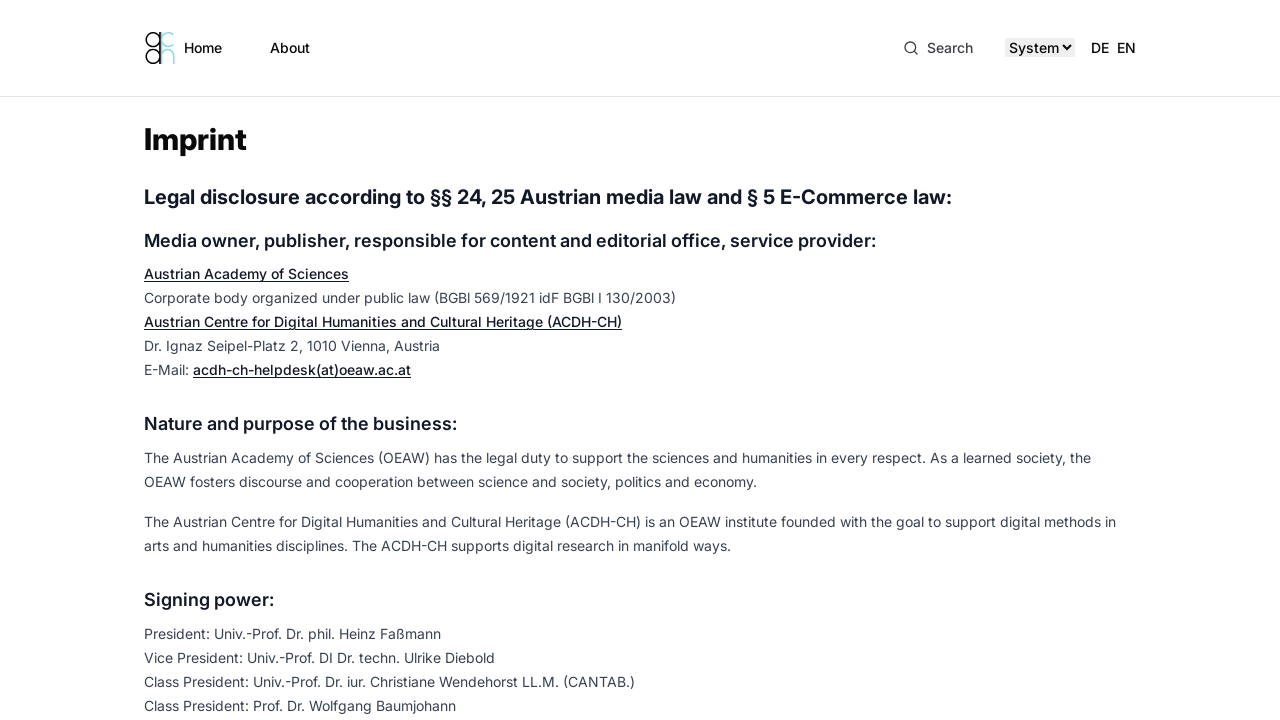 Home About Search System DE EN
Imprint
Legal disclosure according to §§ 24, 25 Austrian media law and § 5 E-Commerce law:
Media owner, publisher, responsible for content and editorial office, service provider:
Austrian Academy of Sciences
Corporate body organized under public law (BGBl 569/1921 idF BGBl I 130/2003)
Austrian Centre for Digital Humanities and Cultural Heritage (ACDH-CH)
Dr. Ignaz Seipel-Platz 2, 1010 Vienna, Austria
E-Mail: acdh-ch-helpdesk(at)oeaw.ac.at
Nature and purpose of the business:
The Austrian Academy of Sciences (OEAW) has the legal duty to support the sciences and humanities in every respect. As a learned society, the
OEAW fosters discourse and cooperation between science and society, politics and economy.
The Austrian Centre for Digital Humanities and Cultural Heritage (ACDH-CH) is an OEAW institute founded with the goal to support digital methods in
arts and humanities disciplines. The ACDH-CH supports digital research in manifold ways.
Signing power:
President: Univ.-Prof. Dr. phil. Heinz Faßmann
Vice President: Univ.-Prof. DI Dr. techn. Ulrike Diebold
Class President: Univ.-Prof. Dr. iur. Christiane Wendehorst LL.M. (CANTAB.)
Class President: Prof. Dr. Wolfgang Baumjohann